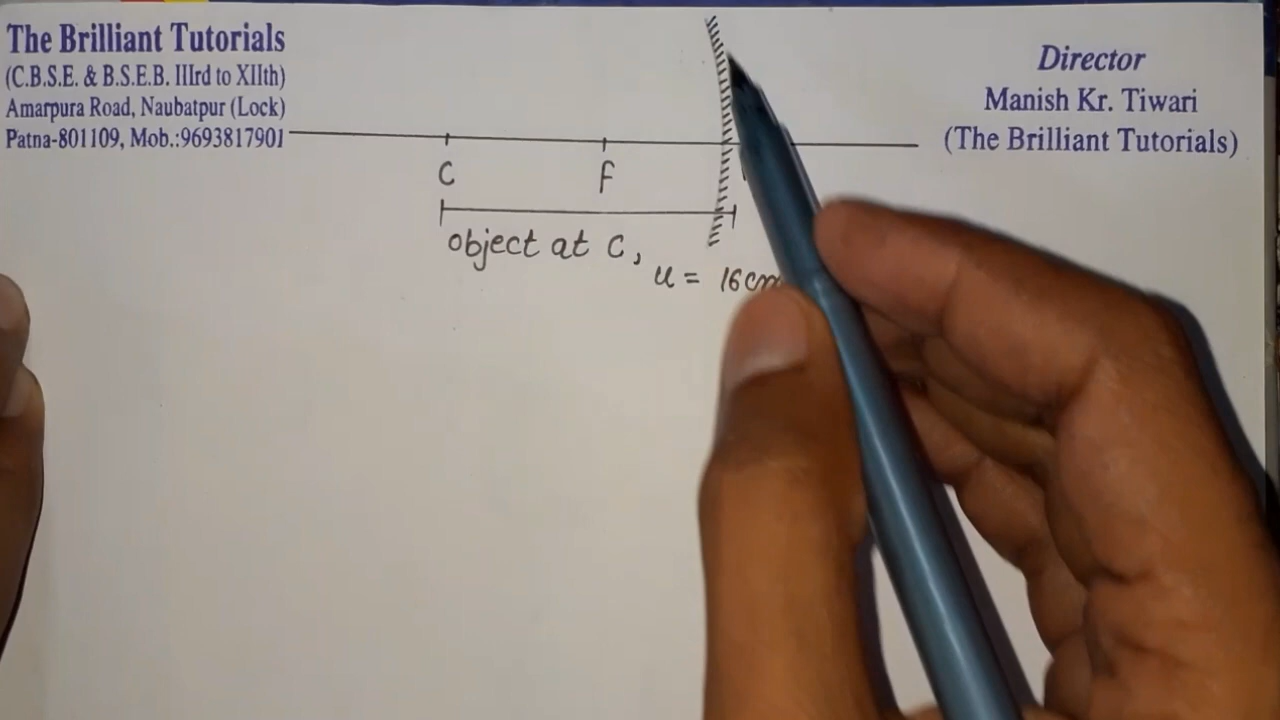 The Brilliant Tutorials
(C.B.S.E. & B.S.E.B. IIIrd to XIIth)
Amarpura Road, Naubatpur (Lock)
Patna-801109, Mob.:9693817901
Director
Manish Kr. Tiwari
(The Brilliant Tutorials)
C F
object at C,
u = 16cm